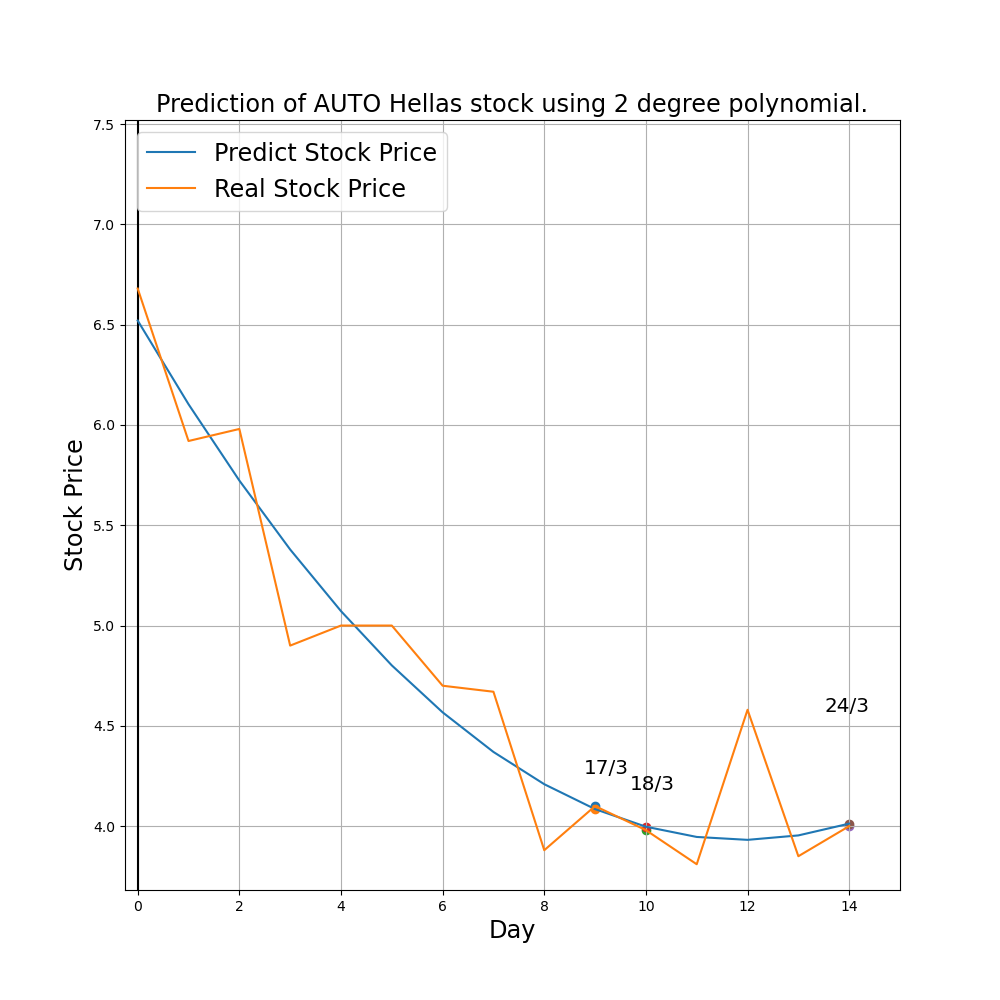 Prediction of AUTO Hellas stock using 2 degree polynomial.
Predict Stock Price
Real Stock Price
7.5
7.0
6.5
6.0
5.5
5.0
4.5
4.0
Stock Price
24/3
17/3
18/3
0 2 4 6 8 10 12 14
Day